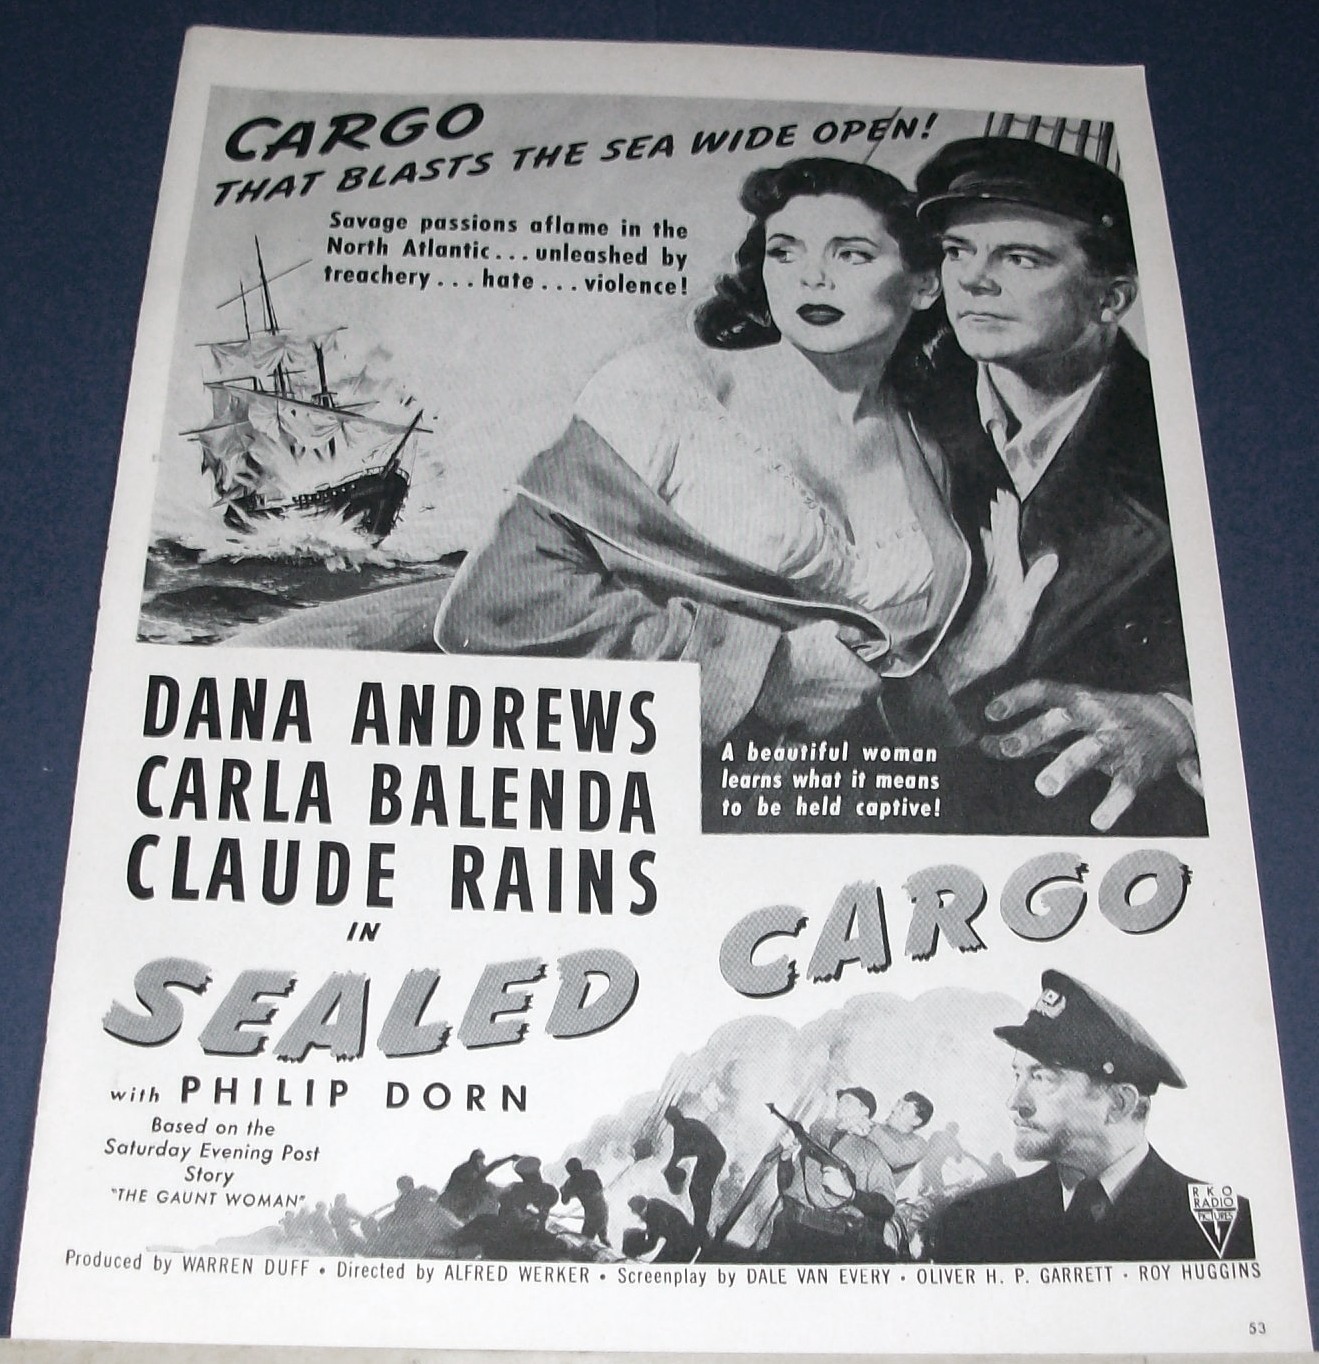 CARGO
THAT BLASTS THE SEA WIDE OPEN!
Savage passions aflame in the
North Atlantic... unleashed by
treachery... hate... violence!
A beautiful woman
learns what it means
to be held captive!
DANA ANDREWS
CARLA BALENDA
CLAUDE RAINS
IN
SEALED CARGO
with PHILIP DORN
Based on the
Saturday Evening Post
Story
"THE GAUNT WOMAN"
R K O
RADIO
PICTURES
Produced by WARREN DUFF • Directed by ALFRED WERKER • Screenplay by DALE VAN EVERY • OLIVER H. P. GARRETT • ROY HUGGINS
53